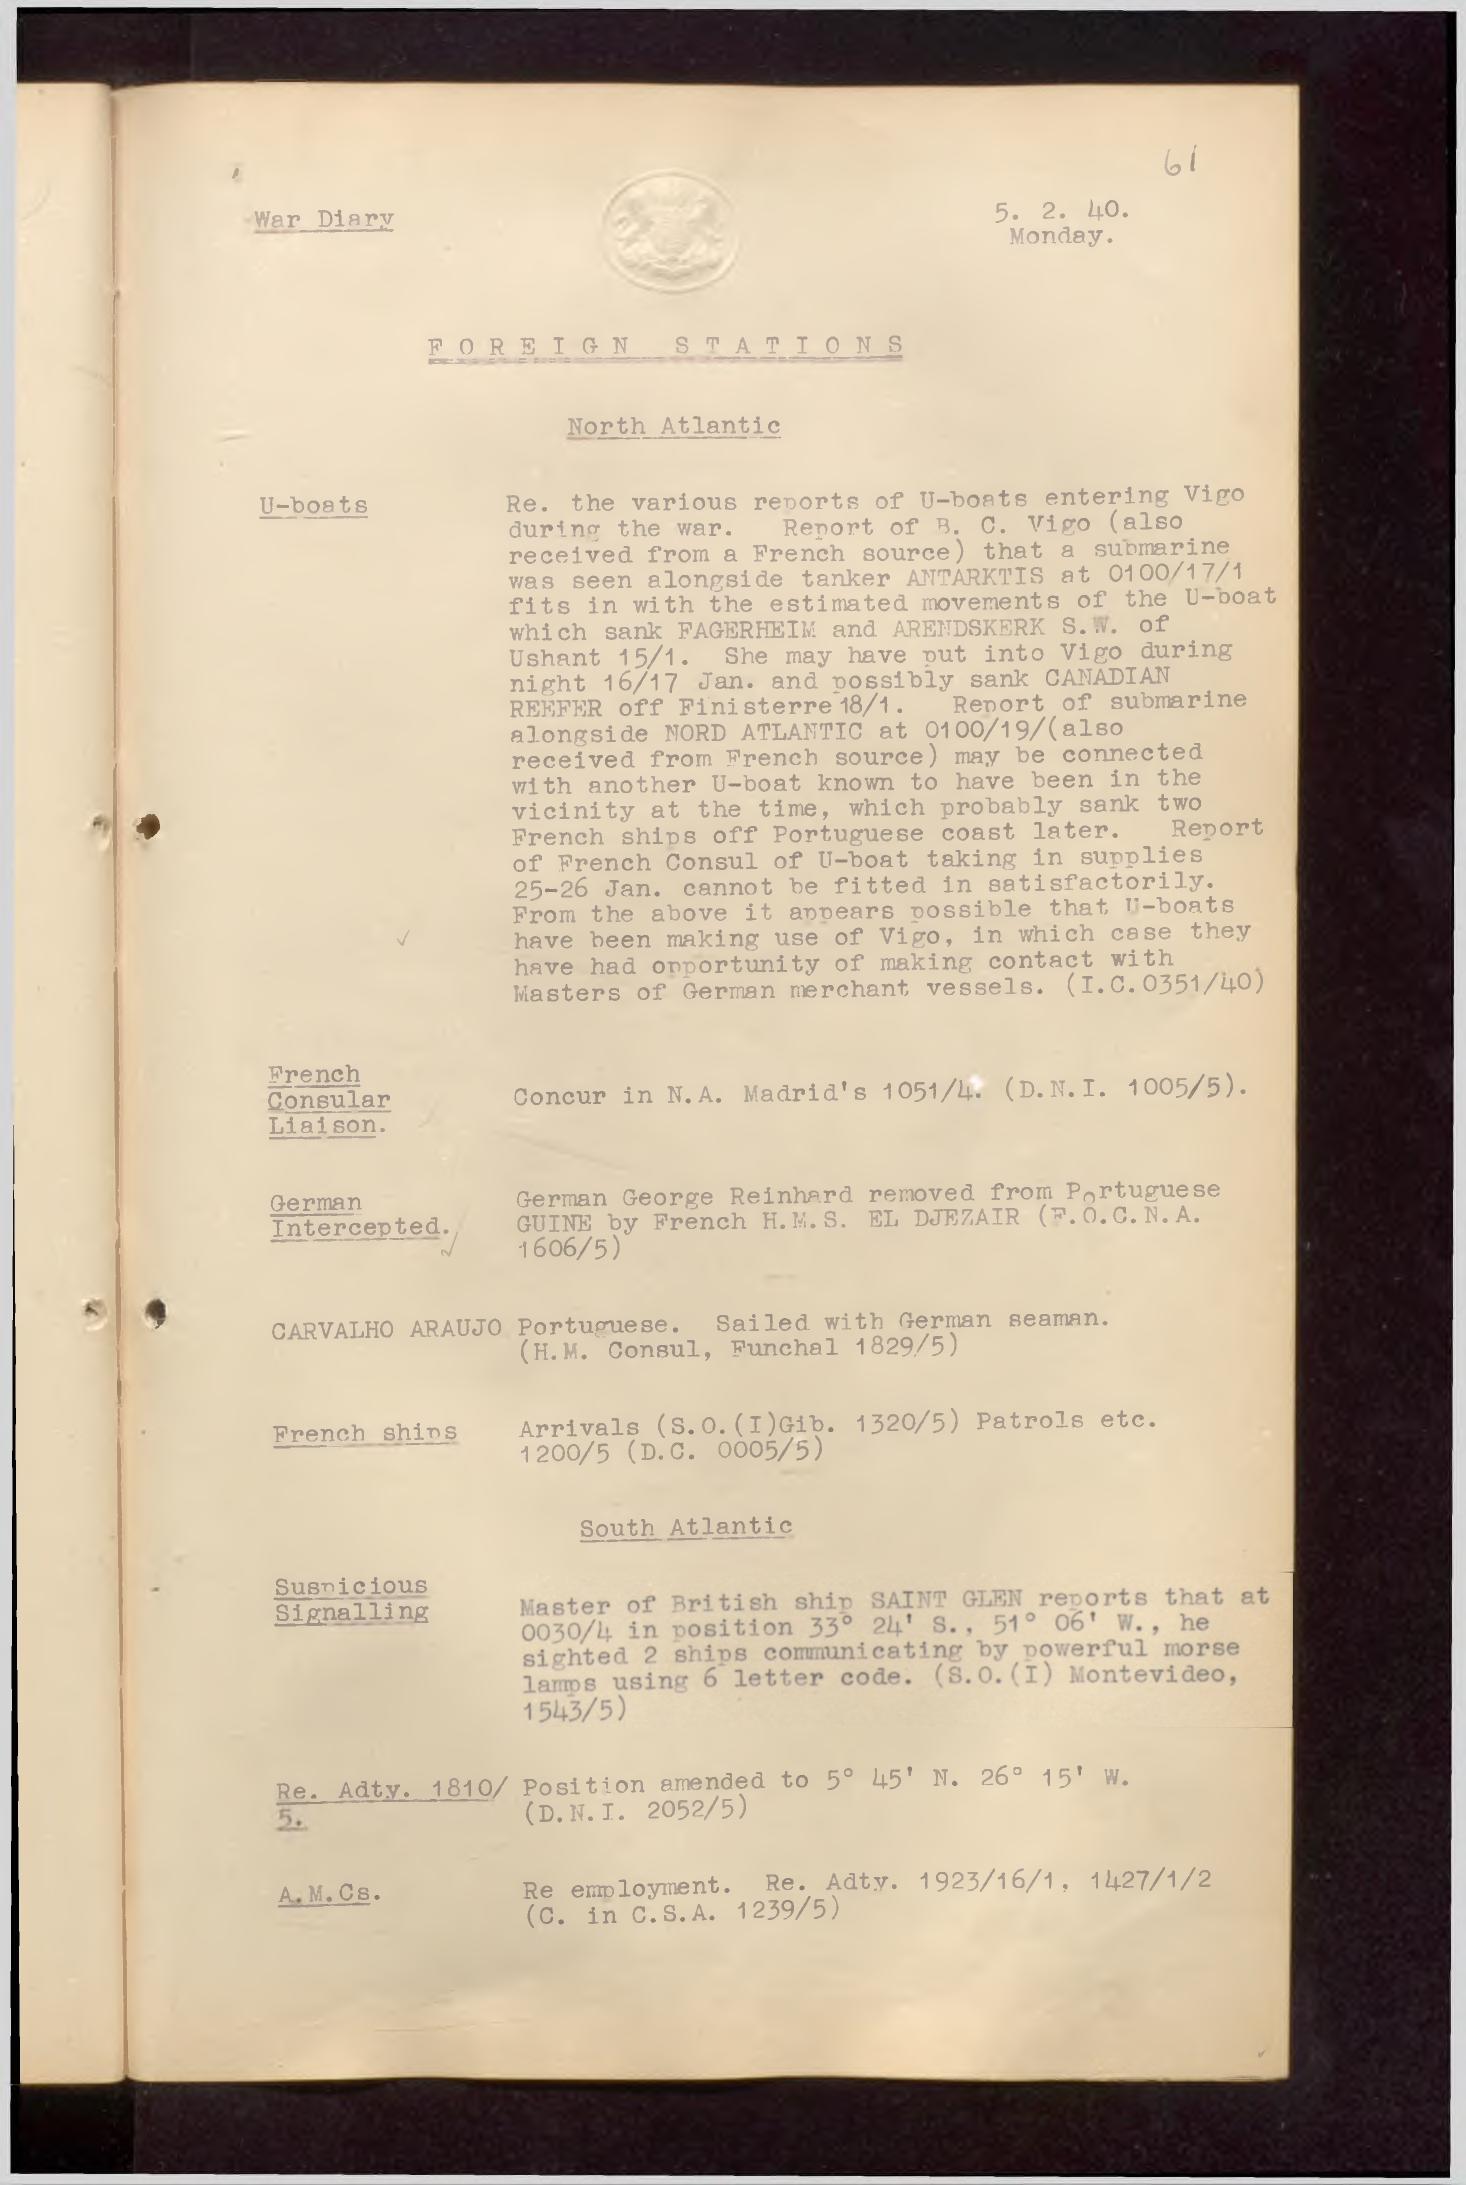 61
War Diary
5. 2. 40.
Monday.
FOREIGN STATIONS
North Atlantic
U-boats
Re. the various reports of U-boats entering Vigo
during the war. Report of B. C. Vigo (also
received from a French source) that a submarine
was seen alongside tanker ANTARKTIS at 0100/17/1
fits in with the estimated movements of the U-boat
which sank FAGERHEIM and ARENDSKERK S.W. of
Ushant 15/1. She may have put into Vigo during
night 16/17 Jan. and possibly sank CANADIAN
REEFER off Finisterre 18/1. Report of submarine
alongside NORD ATLANTIC at 0100/19/(also
received from French source) may be connected
with another U-boat known to have been in the
vicinity at the time, which probably sank two
French ships off Portuguese coast later. Report
of French Consul of U-boat taking in supplies
25-26 Jan. cannot be fitted in satisfactorily.
From the above it appears possible that U-boats
have been making use of Vigo, in which case they
have had opportunity of making contact with
Masters of German merchant vessels. (I.C.0351/40)
French
Consular
Liaison.
Concur in N.A. Madrid's 1051/4. (D.N.I. 1005/5).
German
Intercepted.
German George Reinhard removed from Portuguese
GUINE by French H.M.S. EL DJEZAIR (F.O.C.N.A.
1606/5)
CARVALHO ARAUJO Portuguese. Sailed with German seaman.
(H.M. Consul, Funchal 1829/5)
French ships
Arrivals (S.O.(I)Gib. 1320/5) Patrols etc.
1200/5 (D.C. 0005/5)
South Atlantic
Suspicious
Signalling
Master of British ship SAINT GLEN reports that at
0030/4 in position 33° 24' S., 51° 06' W., he
sighted 2 ships communicating by powerful morse
lamps using 6 letter code. (S.O.(I) Montevideo,
1543/5)
Re. Adty. 1810/
5.
Position amended to 5° 45' N. 26° 15' W.
(D.N.I. 2052/5)
A.M.Cs.
Re employment. Re. Adty. 1923/16/1, 1427/1/2
(C. in C.S.A. 1239/5)